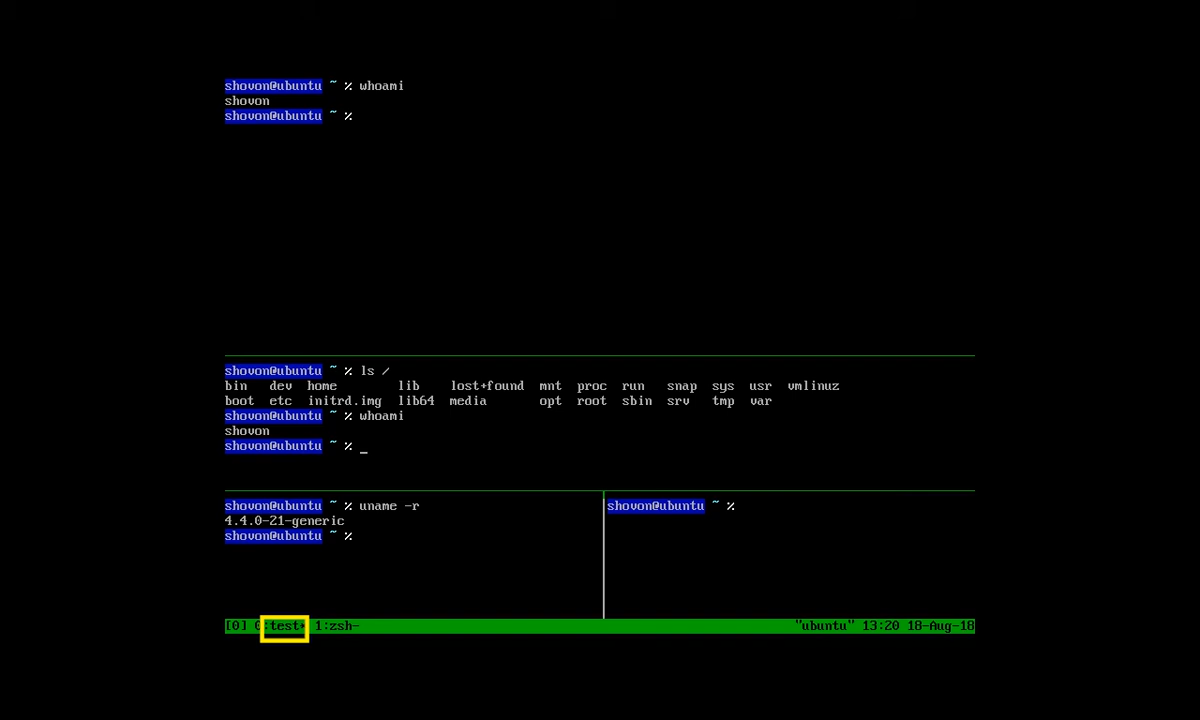 shovon@ubuntu ~ % whoami
shovon
shovon@ubuntu ~ %
shovon@ubuntu ~ % ls /
bin dev home lib lost+found mnt proc run snap sys usr vmlinuz
boot etc initrd.img lib64 media opt root sbin srv tmp var
shovon@ubuntu ~ % whoami
shovon
shovon@ubuntu ~ % _
shovon@ubuntu ~ % uname -r
4.4.0-21-generic
shovon@ubuntu ~ %
shovon@ubuntu ~ %
[0] 0:test* 1:zsh- "ubuntu" 13:20 18-Aug-18